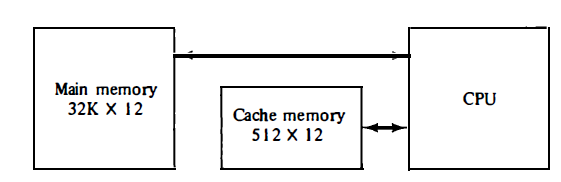 Main memory
32K X 12
Cache memory
512 X 12
CPU